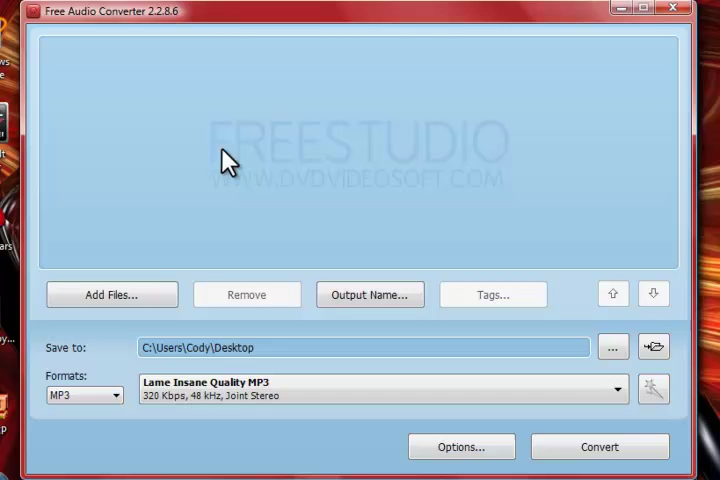 Free Audio Converter 2.2.8.6
FREESTUDIO
WWW.DVDVIDEOSOFT.COM
Add Files...
Remove
Output Name...
Tags...
Save to:
C:\Users\Cody\Desktop
...
Formats:
MP3
Lame Insane Quality MP3
320 Kbps, 48 kHz, Joint Stereo
Options...
Convert